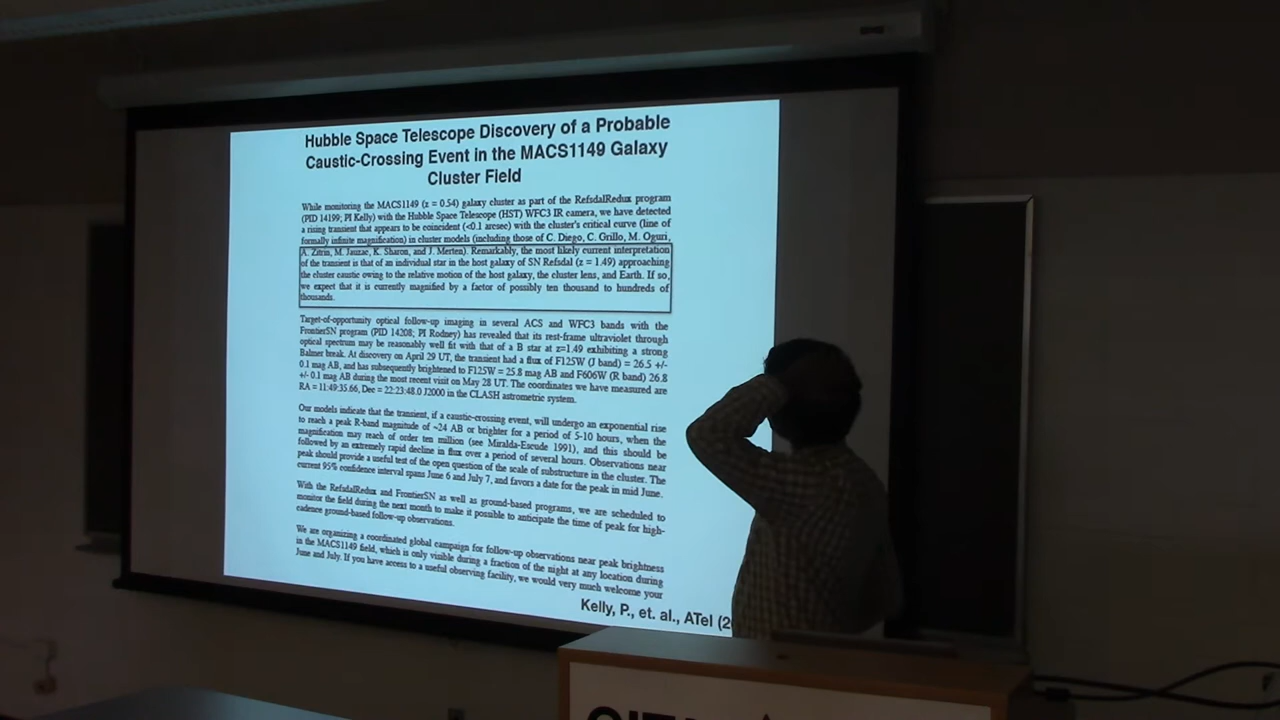 Hubble Space Telescope Discovery of a Probable
Caustic-Crossing Event in the MACS1149 Galaxy
Cluster Field
While monitoring the MACS1149 (z = 0.54) galaxy cluster as part of the RefsdalRedux program
(PID 14199; PI Kelly) with the Hubble Space Telescope (HST) WFC3 IR camera, we have detected
a rising transient that appears to be coincident (<0.1 arcsec) with the cluster's critical curve (line of
formally infinite magnification) in cluster models (including those of C. Diego, C. Grillo, M. Oguri,
A. Zitrin, M. Jauzac, K. Sharon, and J. Merten). Remarkably, the most likely current interpretation
of the transient is that of an individual star in the host galaxy of SN Refsdal (z = 1.49) approaching
the cluster caustic owing to the relative motion of the host galaxy, the cluster lens, and Earth. If so,
we expect that it is currently magnified by a factor of possibly ten thousand to hundreds of
thousands.
Target-of-opportunity optical follow-up imaging in several ACS and WFC3 bands with the
FrontierSN program (PID 14208; PI Rodney) has revealed that its rest-frame ultraviolet through
optical spectrum may be reasonably well fit with that of a B star at z=1.49 exhibiting a strong
Balmer break. At discovery on April 29 UT, the transient had a flux of F125W (J band) = 26.5 +/-
0.1 mag AB, and has subsequently brightened to F125W = 25.8 mag AB and F606W (R band) 26.8
+/- 0.1 mag AB during the most recent visit on May 28 UT. The coordinates we have measured are
RA = 11:49:35.66, Dec = 22:23:48.0 J2000 in the CLASH astrometric system.
Our models indicate that the transient, if a caustic-crossing event, will undergo an exponential rise
to reach a peak R-band magnitude of ~24 AB or brighter for a period of 5-10 hours, when the
magnification may reach of order ten million (see Miralda-Escude 1991), and this should be
followed by an extremely rapid decline in flux over a period of several hours. Observations near
peak should provide a useful test of the open question of the scale of substructure in the cluster. The
current 95% confidence interval spans June 6 and July 7, and favors a date for the peak in mid June.
With the RefsdalRedux and FrontierSN as well as ground-based programs, we are scheduled to
monitor the field during the next month to make it possible to anticipate the time of peak for high-
cadence ground-based follow-up observations.
We are organizing a coordinated global campaign for follow-up observations near peak brightness
in the MACS1149 field, which is only visible during a fraction of the night at any location during
June and July. If you have access to a useful observing facility, we would very much welcome your
Kelly, P., et. al., ATel (2